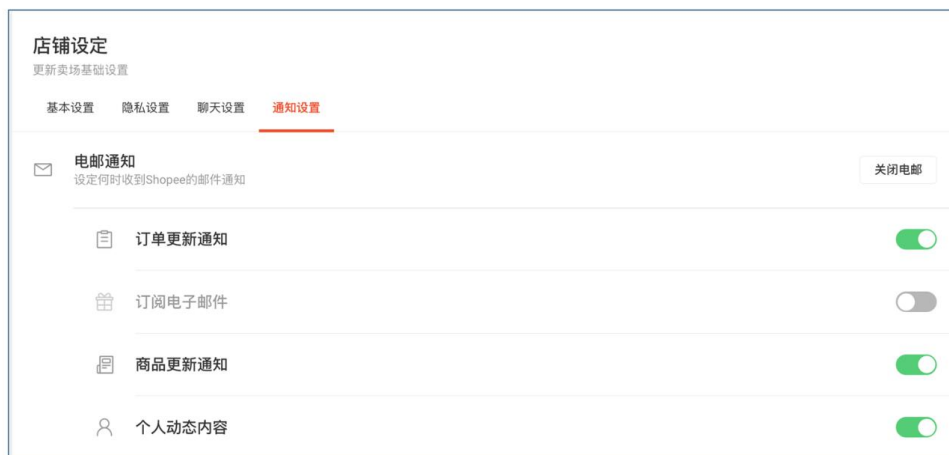 店铺设定
更新卖场基础设置
基本设置 隐私设置 聊天设置 通知设置
电邮通知
设定何时收到Shopee的邮件通知
关闭电邮
订单更新通知
订阅电子邮件
商品更新通知
个人动态内容